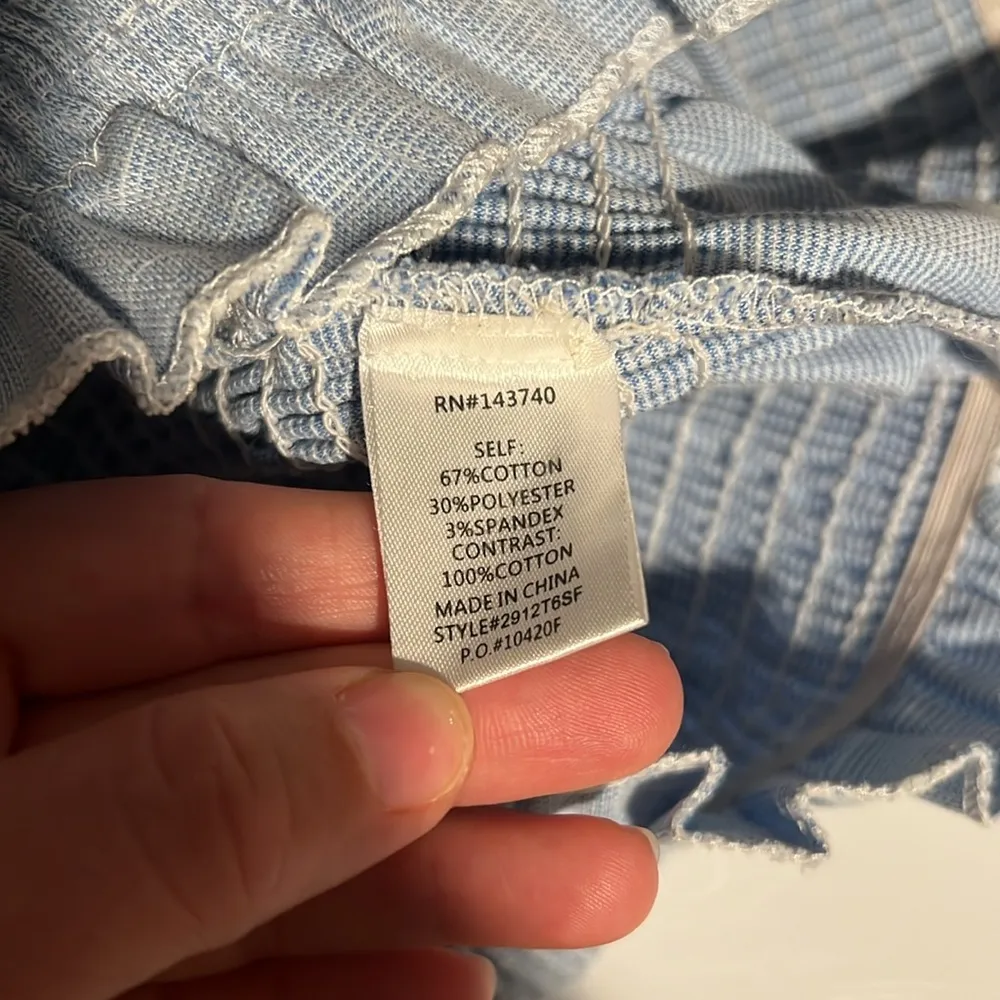 RN#143740
SELF:
67%COTTON
30%POLYESTER
3%SPANDEX
CONTRAST:
100%COTTON
MADE IN CHINA
STYLE#2912T6SF
P.O.#10420F